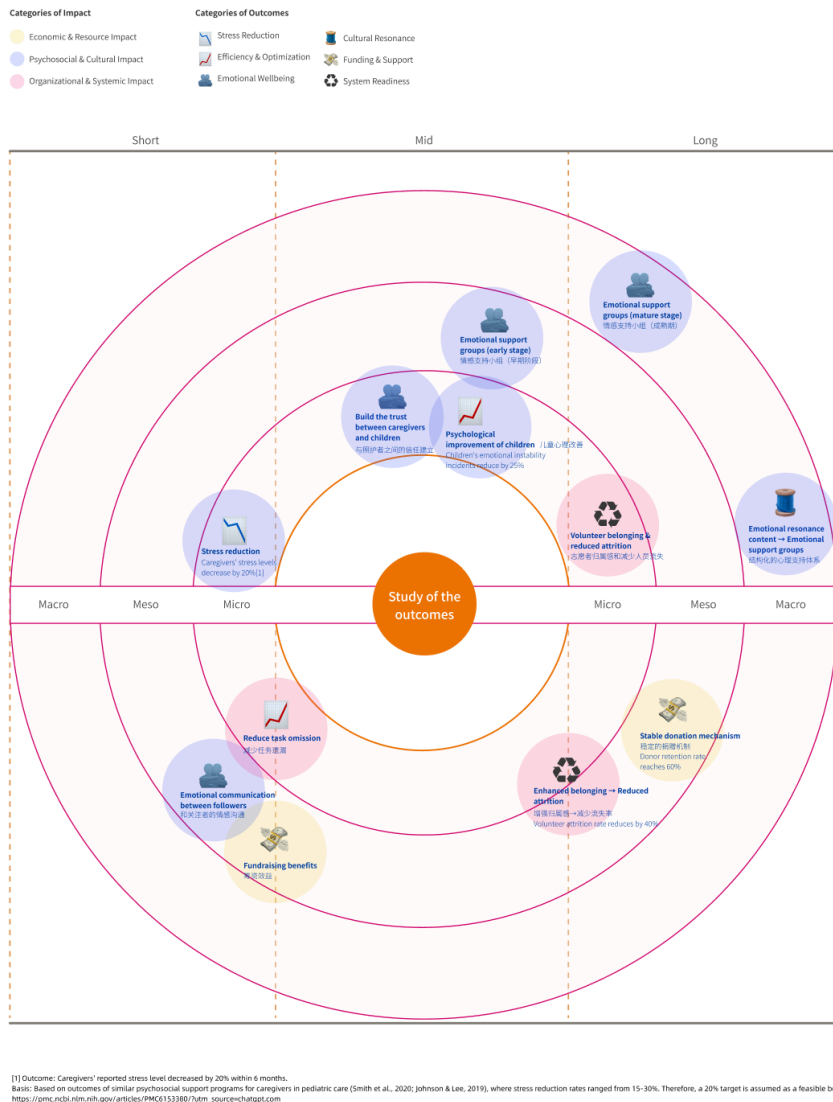 Categories of Impact
Categories of Outcomes
Economic & Resource Impact
Stress Reduction
Cultural Resonance
Psychosocial & Cultural Impact
Efficiency & Optimization
Funding & Support
Organizational & Systemic Impact
Emotional Wellbeing
System Readiness
Short
Mid
Long
Emotional support
groups (mature stage)
情感支持小组（成熟期）
Emotional support
groups (early stage)
情感支持小组（早期阶段）
Build the trust
between caregivers
and children
与照护者之间的信任建立
Psychological
improvement of children 儿童心理改善
Children's emotional instability
incidents reduce by 25%
Stress reduction
Caregivers' stress levels
decrease by 20%[1]
Volunteer belonging &
reduced attrition
志愿者归属感和减少人员流失
Emotional resonance
content → Emotional
support groups
结构化的心理支持体系
Macro
Meso
Micro
Study of the
outcomes
Micro
Meso
Macro
Reduce task omission
减少任务遗漏
Emotional communication
between followers
和关注者的情感沟通
Fundraising benefits
筹资效益
Stable donation mechanism
稳定的捐赠机制
Donor retention rate
reaches 60%
Enhanced belonging → Reduced
attrition
增强归属感→减少流失率
Volunteer attrition rate reduces by 40%
[1] Outcome: Caregivers' reported stress level decreased by 20% within 6 months.
Basis: Based on outcomes of similar psychosocial support programs for caregivers in pediatric care (Smith et al., 2020; Johnson & Lee, 2019), where stress reduction rates ranged from 15-30%. Therefore, a 20% target is assumed as a feasible
https://pmc.ncbi.nlm.nih.gov/articles/PMC6153380/?utm_source=chatgpt.com